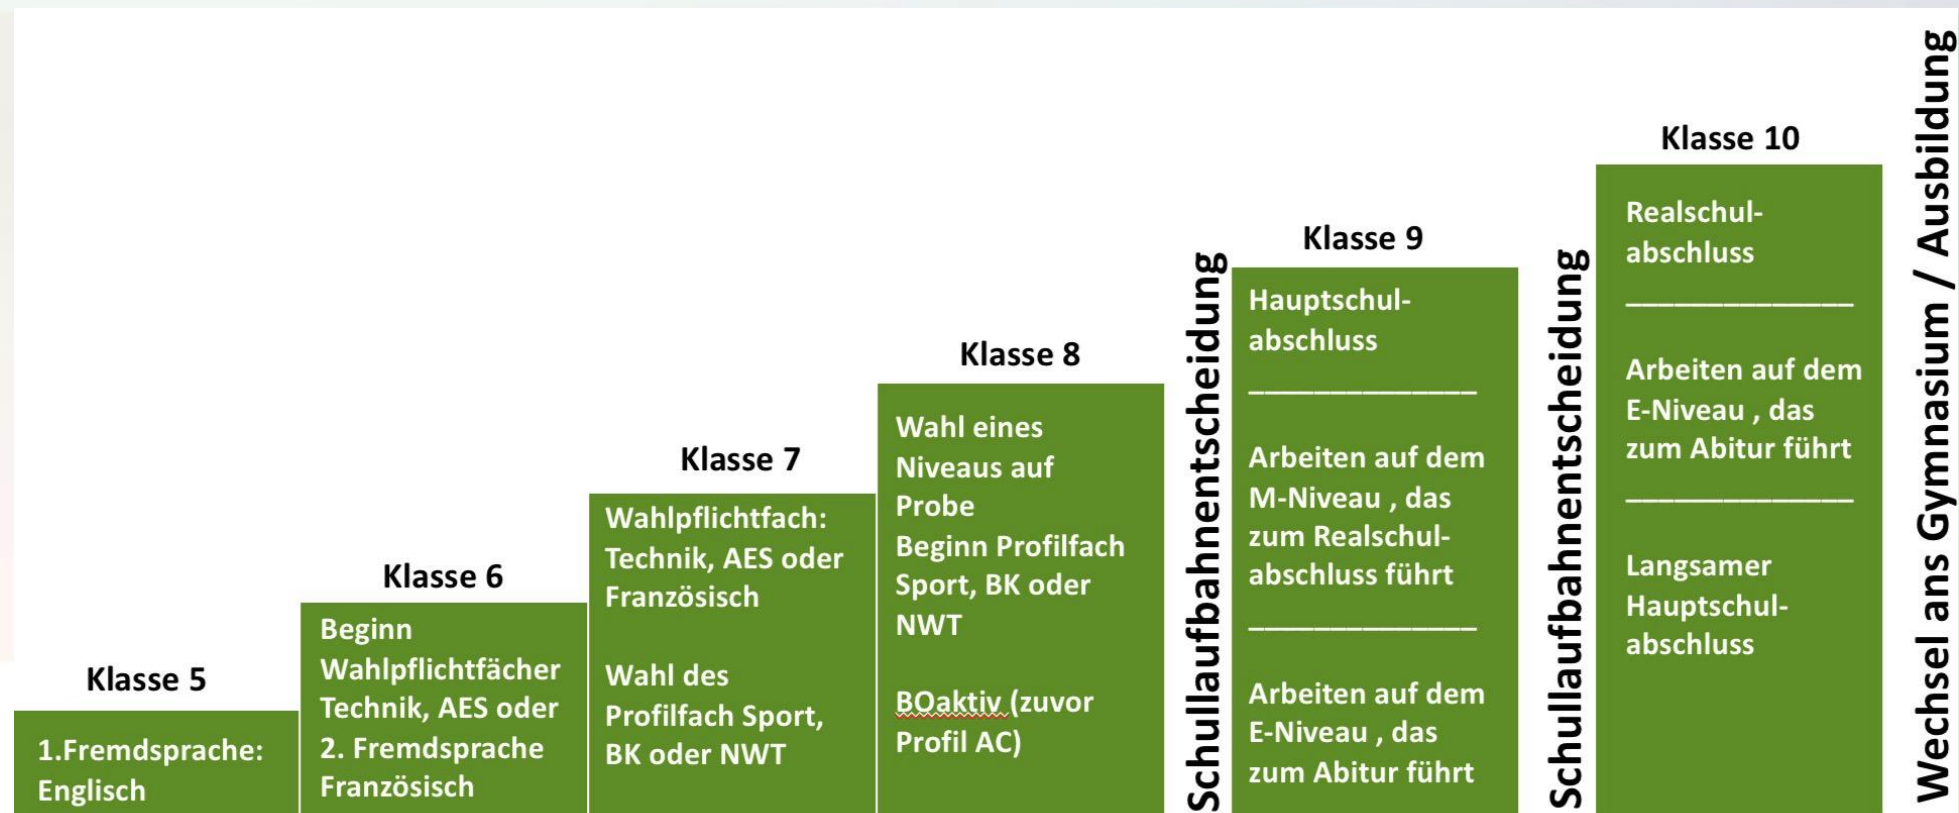 Klasse 5
1.Fremdsprache:
Englisch
Klasse 6
Beginn
Wahlpflichtfächer
Technik, AES oder
2. Fremdsprache
Französisch
Klasse 7
Wahlpflichtfach:
Technik, AES oder
Französisch
Wahl des
Profilfach Sport,
BK oder NWT
Klasse 8
Wahl eines
Niveaus auf
Probe
Beginn Profilfach
Sport, BK oder
NWT
BOaktiv (zuvor
Profil AC)
Schullaufbahnentscheidung
Klasse 9
Hauptschul-
abschluss
Arbeiten auf dem
M-Niveau , das
zum Realschul-
abschluss führt
Arbeiten auf dem
E-Niveau , das
zum Abitur führt
Schullaufbahnentscheidung
Klasse 10
Realschul-
abschluss
Arbeiten auf dem
E-Niveau , das
zum Abitur führt
Langsamer
Hauptschul-
abschluss
Wechsel ans Gymnasium / Ausbildung